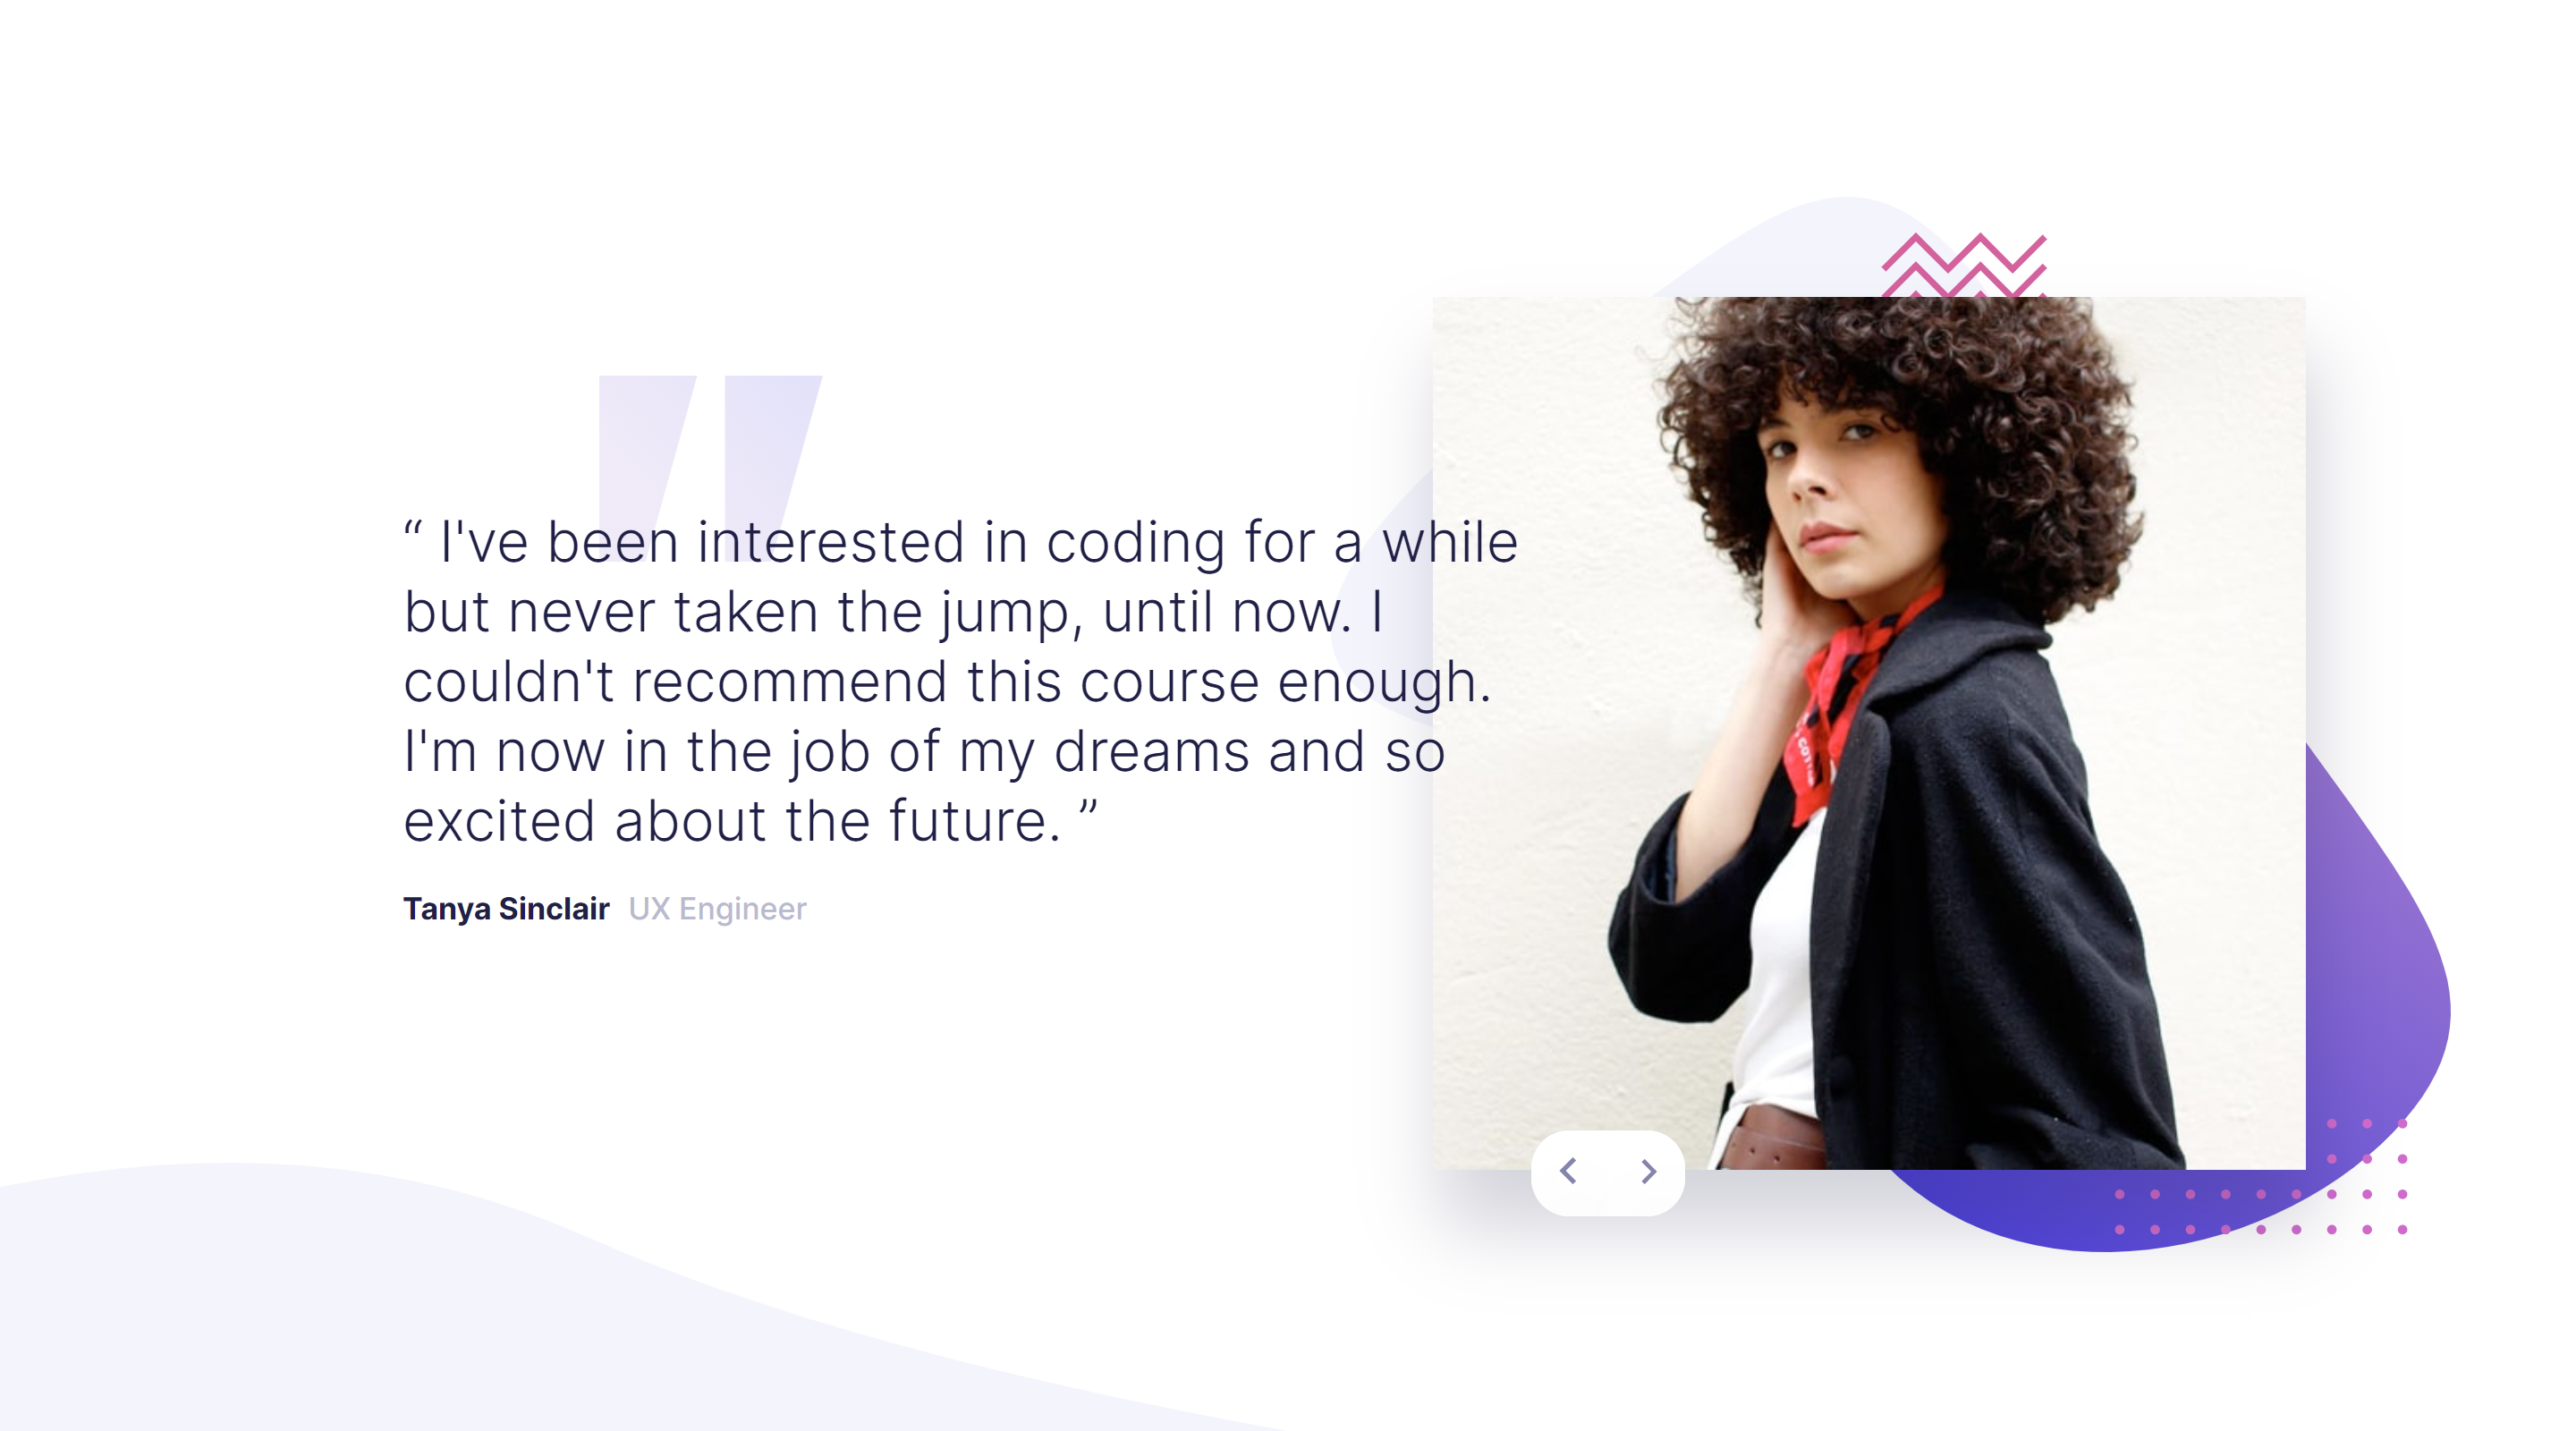 “ I've been interested in coding for a while
but never taken the jump, until now. I
couldn't recommend this course enough.
I'm now in the job of my dreams and so
excited about the future. ”
Tanya Sinclair UX Engineer